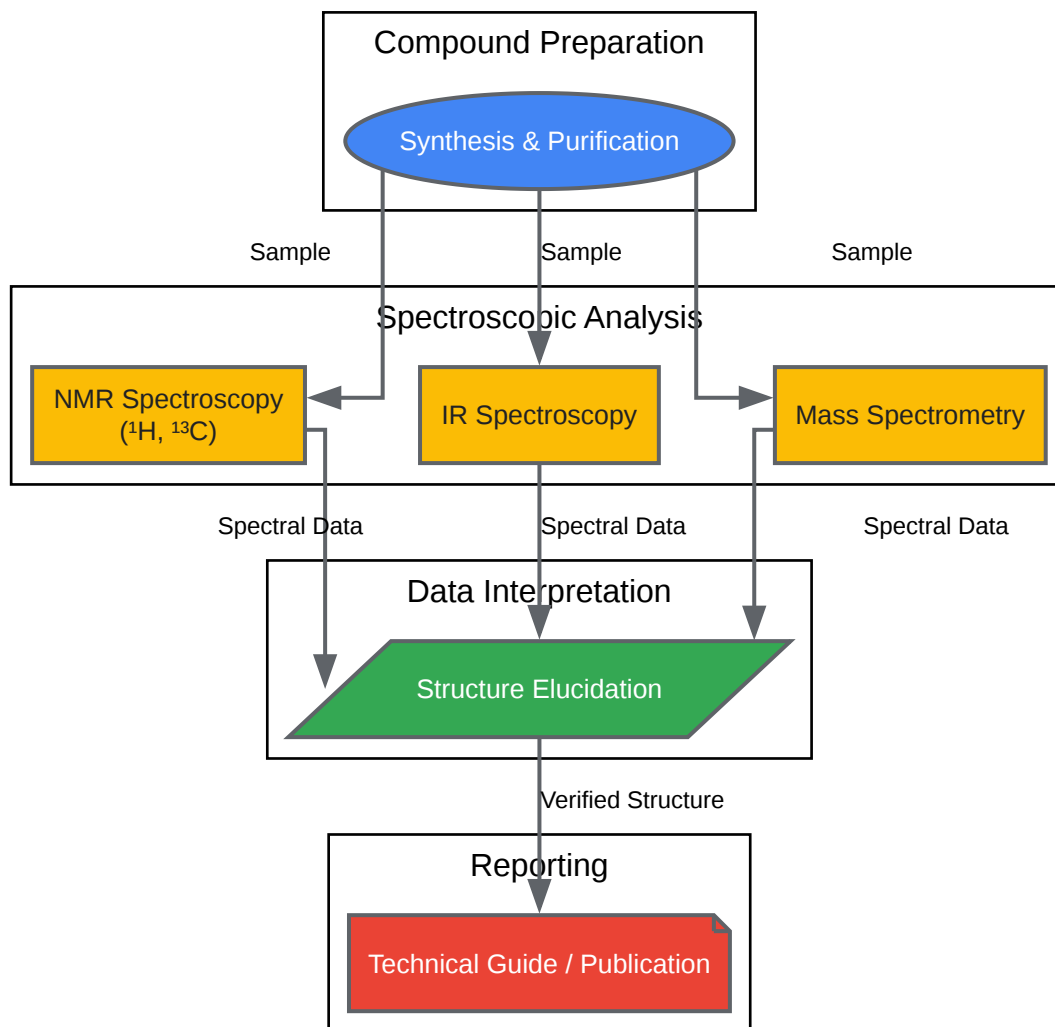 Compound Preparation
Synthesis & Purification
Sample
Sample
Sample
Spectroscopic Analysis
NMR Spectroscopy
(¹H, ¹³C)
IR Spectroscopy
Mass Spectrometry
Spectral Data
Spectral Data
Spectral Data
Data Interpretation
Structure Elucidation
Verified Structure
Reporting
Technical Guide / Publication